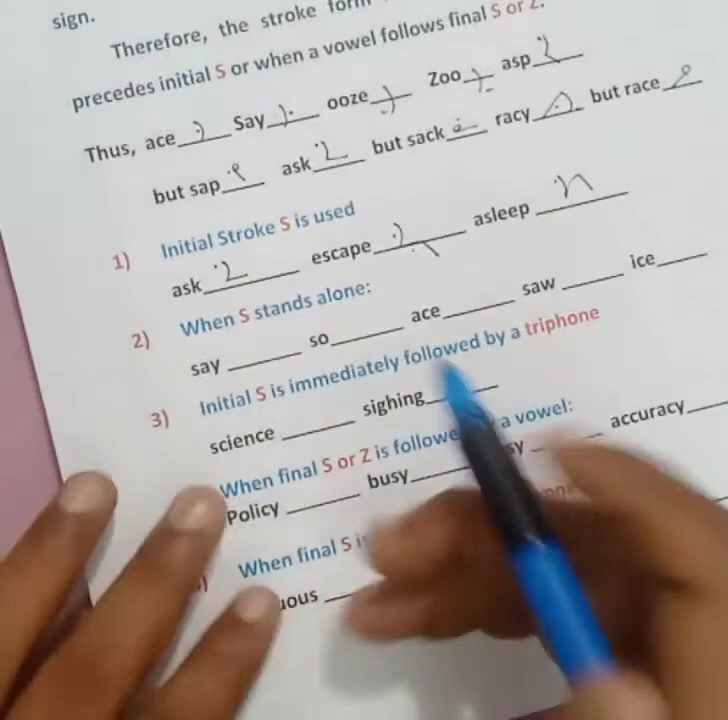 sign.
Therefore, the stroke form
precedes initial S or when a vowel follows final S or Z.
Thus, ace Say ooze Zoo asp
but sap ask but sack racy but race
1) Initial Stroke S is used
ask escape asleep
2) When S stands alone:
say so ace saw ice
3) Initial S is immediately followed by a triphone
science sighing
When final S or Z is followe a vowel:
Policy busy sy accuracy
When final S is
uous